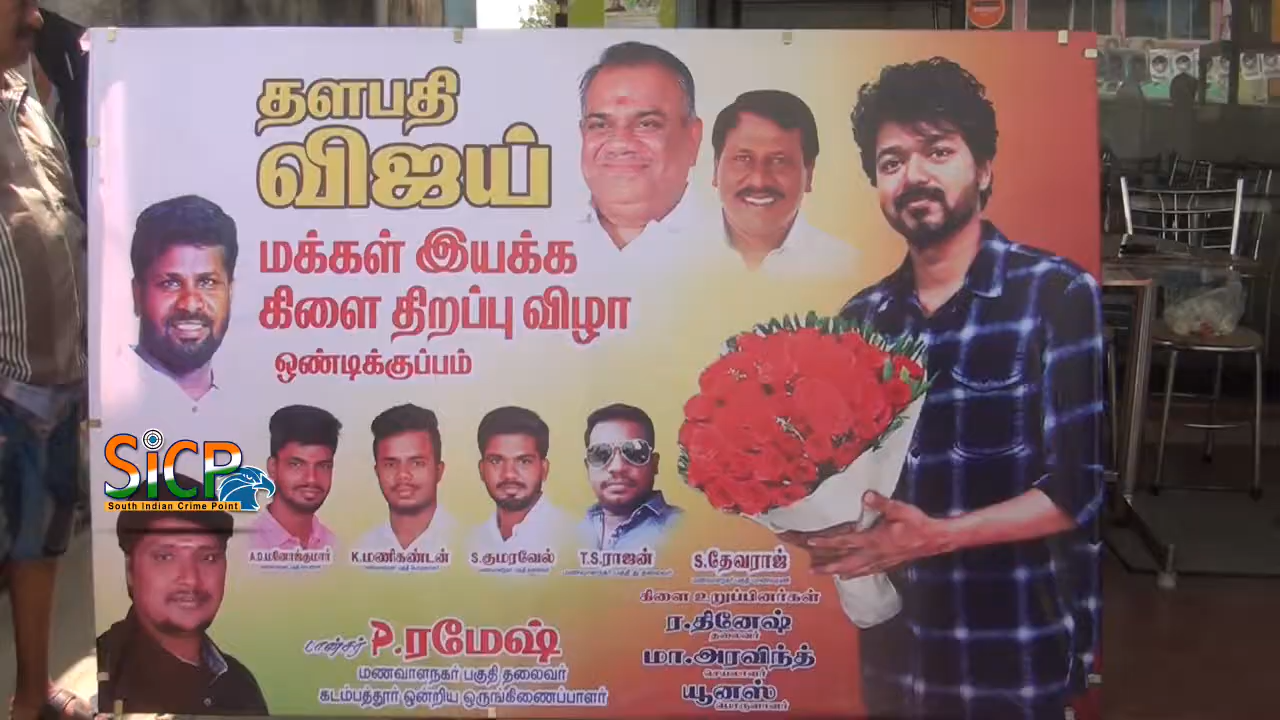 தளபதி
விஜய்
மக்கள் இயக்க
கிளை திறப்பு விழா
ஒண்டிக்குப்பம்
SiCP
South Indian Crime Point
A.D.மனோஜ்குமார்
K.மணிகண்டன்
S.குமரவேல்
T.S.ராஜன்
S.தேவராஜ்
கிளை உறுப்பினர்கள்
ர.தினேஷ்
தலைவர்
மா.அரவிந்த்
செயலாளர்
யூனஸ்
பொருளாளர்
டான்சர் P.ரமேஷ்
மணவாளநகர் பகுதி தலைவர்
கடம்பத்தூர் ஒன்றிய ஒருங்கிணைப்பாளர்